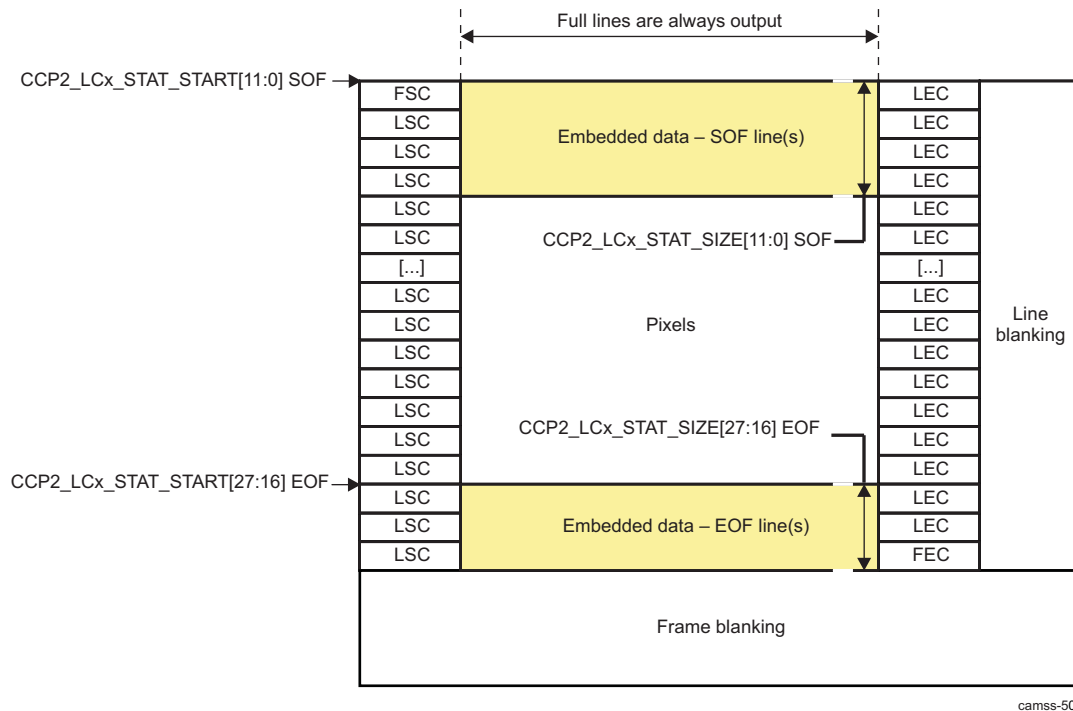 Full lines are always output
CCP2_LCx_STAT_START[11:0] SOF
FSC LEC
LSC Embedded data – SOF line(s) LEC
LSC LEC
LSC LEC
LSC LEC
LSC CCP2_LCx_STAT_SIZE[11:0] SOF LEC
[...] [...]
LSC LEC
LSC Pixels LEC Line
blanking
LSC LEC
LSC LEC
LSC LEC
LSC CCP2_LCx_STAT_SIZE[27:16] EOF LEC
LSC LEC
CCP2_LCx_STAT_START[27:16] EOF
LSC LEC
LSC Embedded data – EOF line(s) LEC
LSC FEC
Frame blanking
camss-50